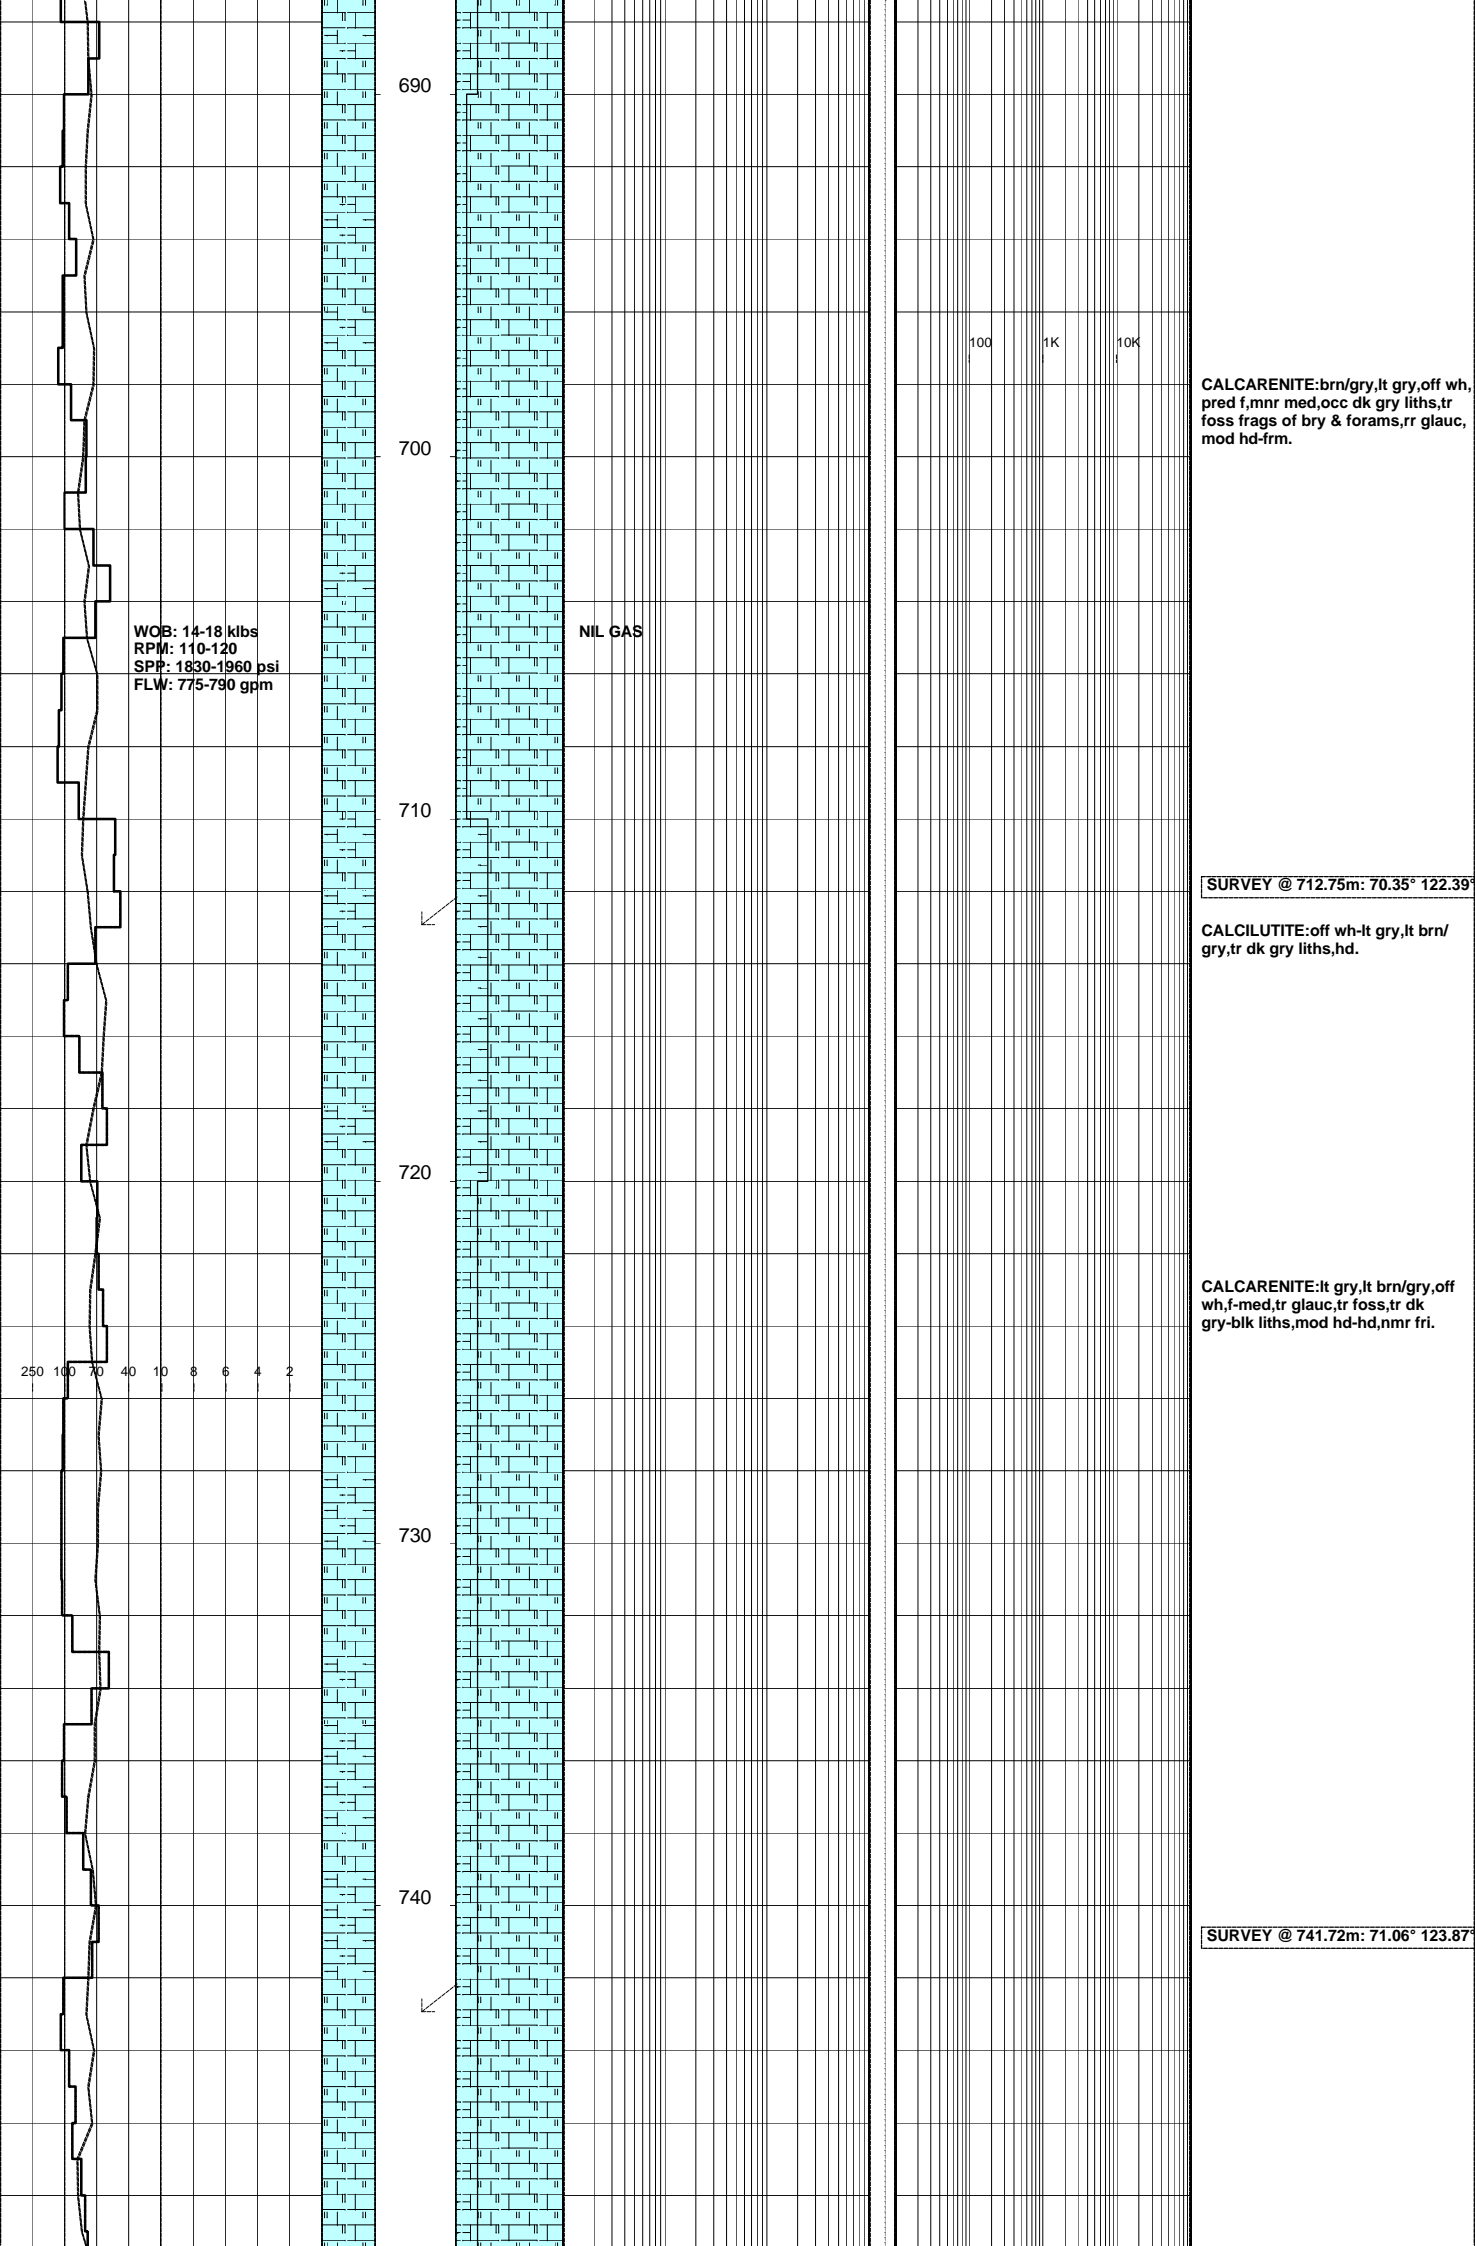 690
100 1K 10K
CALCARENITE:brn/gry,lt gry,off wh,
pred f,mnr med,occ dk gry liths,tr
foss frags of bry & forams,rr glauc,
mod hd-frm.
700
WOB: 14-18 klbs
RPM: 110-120
SPP: 1830-1960 psi
FLW: 775-790 gpm
NIL GAS
710
SURVEY @ 712.75m: 70.35° 122.39°
CALCILUTITE:off wh-lt gry,lt brn/
gry,tr dk gry liths,hd.
720
CALCARENITE:lt gry,lt brn/gry,off
wh,f-med,tr glauc,tr foss,tr dk
gry-blk liths,mod hd-hd,nmr fri.
250 100 70 40 10 8 6 4 2
730
740
SURVEY @ 741.72m: 71.06° 123.87°